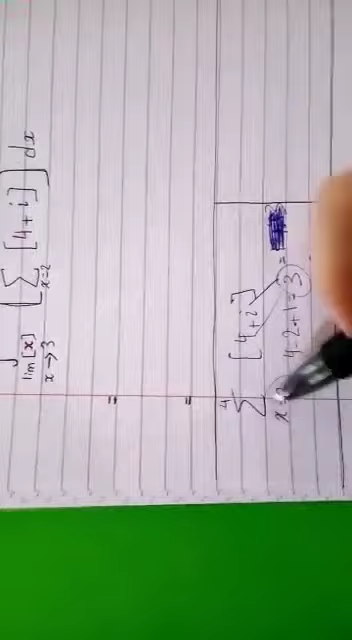 ∫ ( ∑ [4+i] ) dx
lim [x] x=2
x→3
=
=
4
∑ [4+i] =
x=2
4-2+1=3